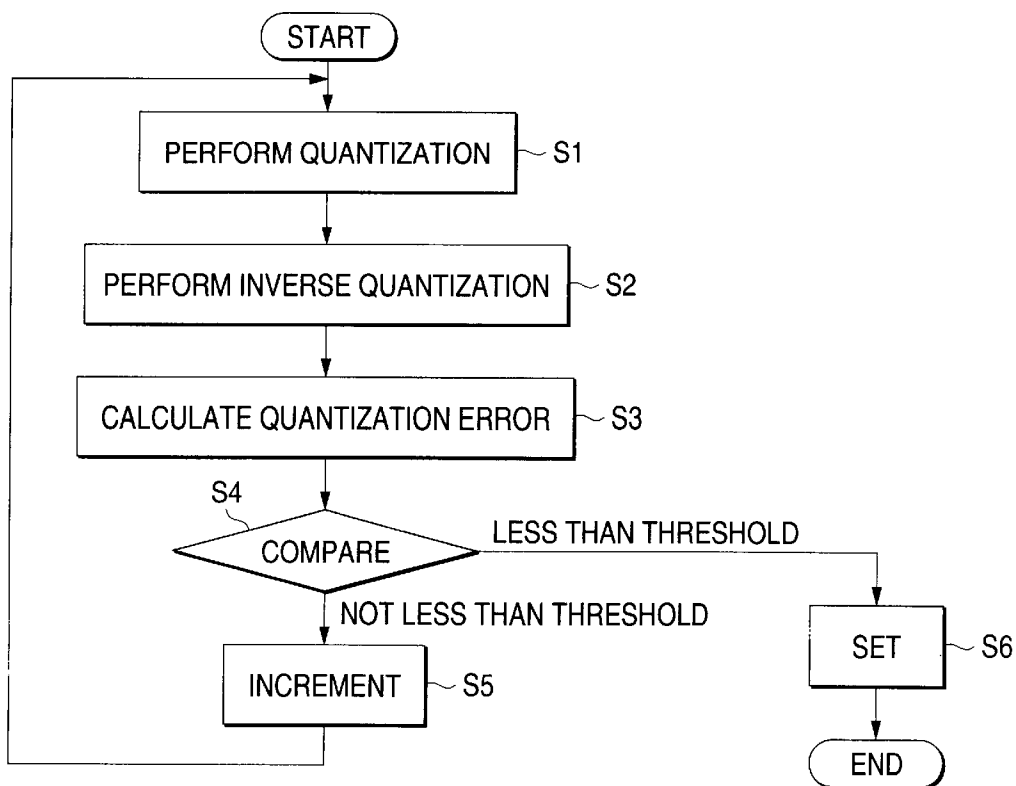 START
PERFORM QUANTIZATION
S1
PERFORM INVERSE QUANTIZATION
S2
CALCULATE QUANTIZATION ERROR
S3
S4
COMPARE
LESS THAN THRESHOLD
NOT LESS THAN THRESHOLD
INCREMENT
S5
SET
S6
END